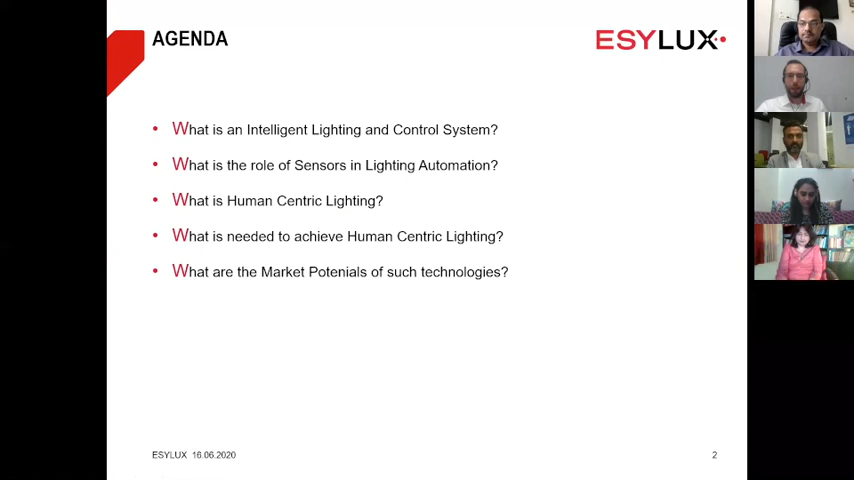 AGENDA
ESYLUX
• What is an Intelligent Lighting and Control System?
• What is the role of Sensors in Lighting Automation?
• What is Human Centric Lighting?
• What is needed to achieve Human Centric Lighting?
• What are the Market Potenials of such technologies?
ESYLUX 16.06.2020
2